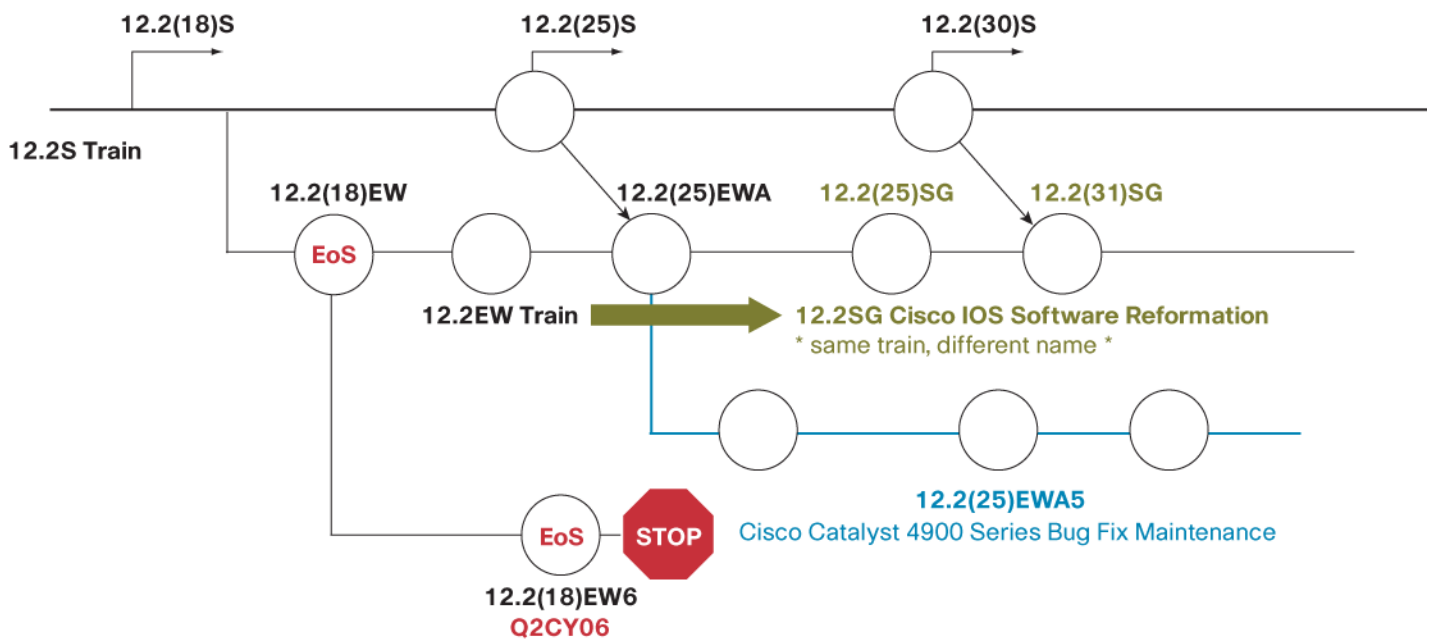 12.2(18)S
12.2(25)S
12.2(30)S
12.2S Train
12.2(18)EW
12.2(25)EWA
12.2(25)SG
12.2(31)SG
EoS
12.2EW Train
12.2SG Cisco IOS Software Reformation
* same train, different name *
12.2(25)EWA5
Cisco Catalyst 4900 Series Bug Fix Maintenance
EoS
STOP
12.2(18)EW6
Q2CY06